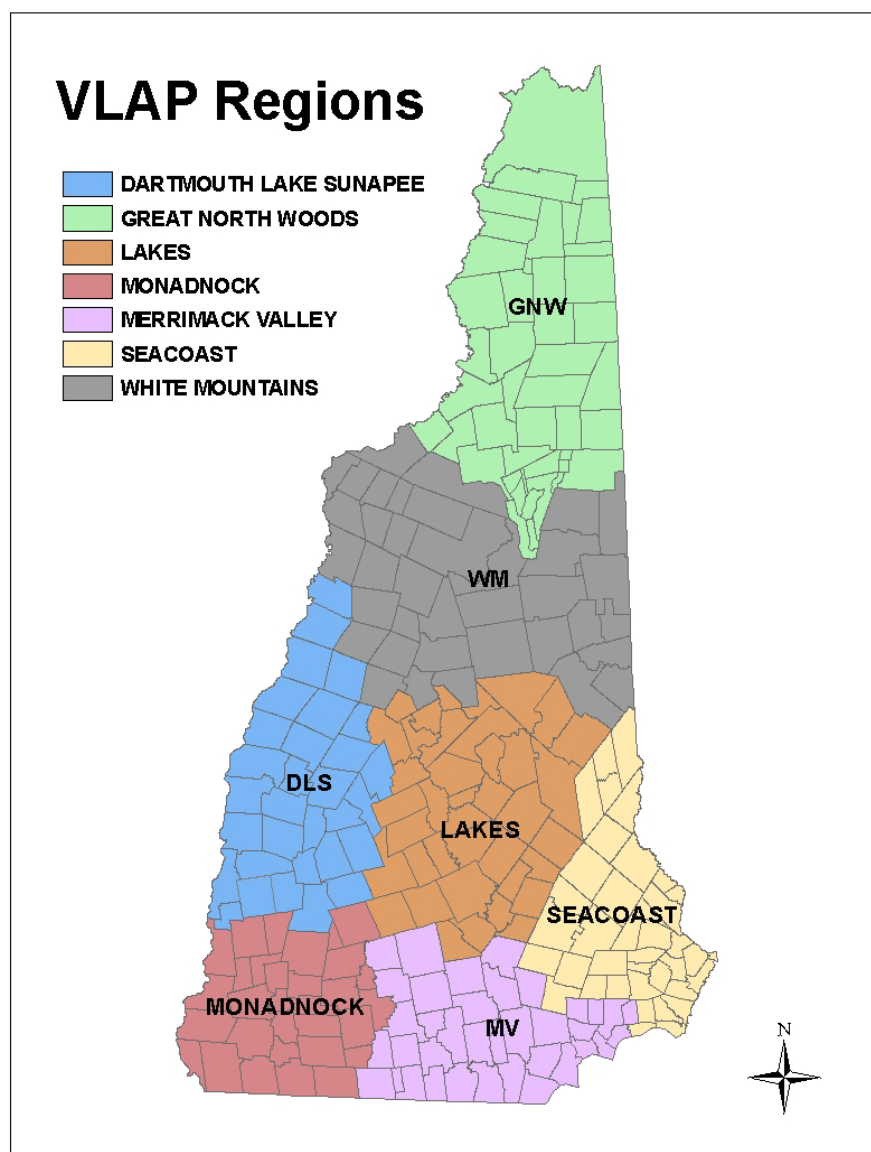 VLAP Regions
DARTMOUTH LAKE SUNAPEE
GREAT NORTH WOODS
LAKES
MONADNOCK
MERRIMACK VALLEY
SEACOAST
WHITE MOUNTAINS
GNW
WM
DLS
LAKES
SEACOAST
MONADNOCK
MV
N